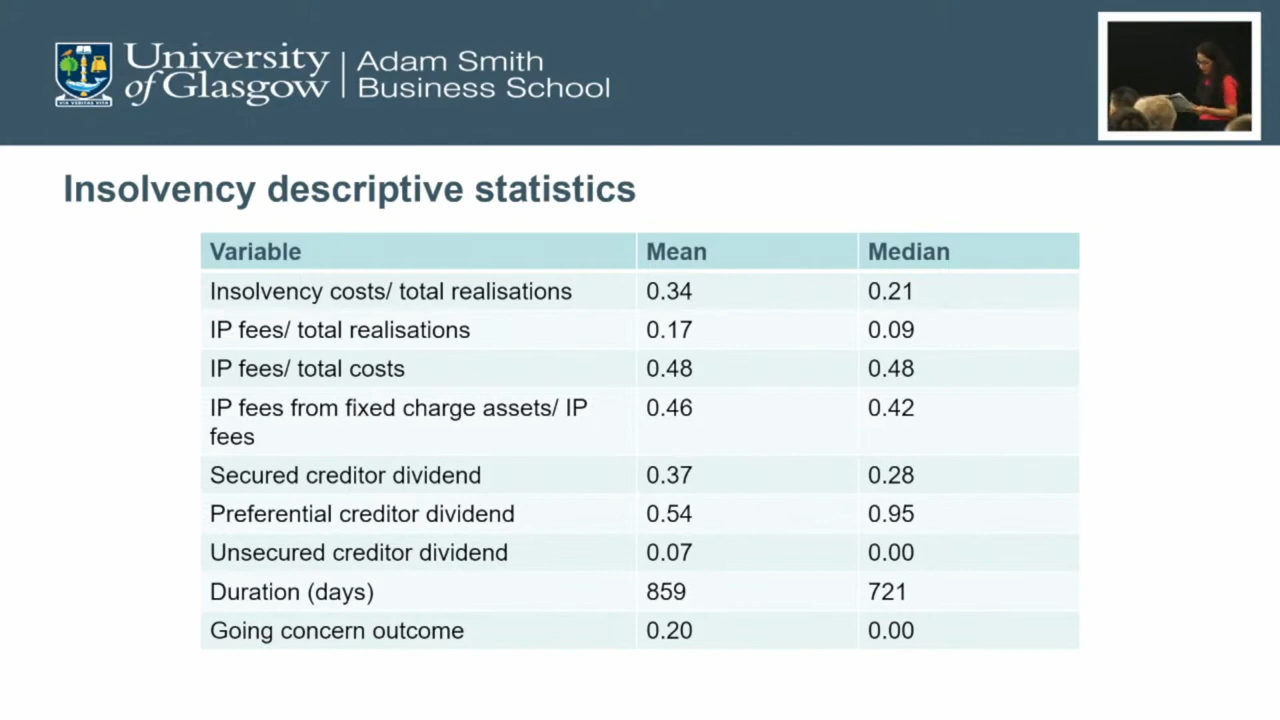 University
of Glasgow
Adam Smith
Business School
VIA VERITAS VITA
Insolvency descriptive statistics
Variable Mean Median
Insolvency costs/ total realisations 0.34 0.21
IP fees/ total realisations 0.17 0.09
IP fees/ total costs 0.48 0.48
IP fees from fixed charge assets/ IP 0.46 0.42
fees
Secured creditor dividend 0.37 0.28
Preferential creditor dividend 0.54 0.95
Unsecured creditor dividend 0.07 0.00
Duration (days) 859 721
Going concern outcome 0.20 0.00